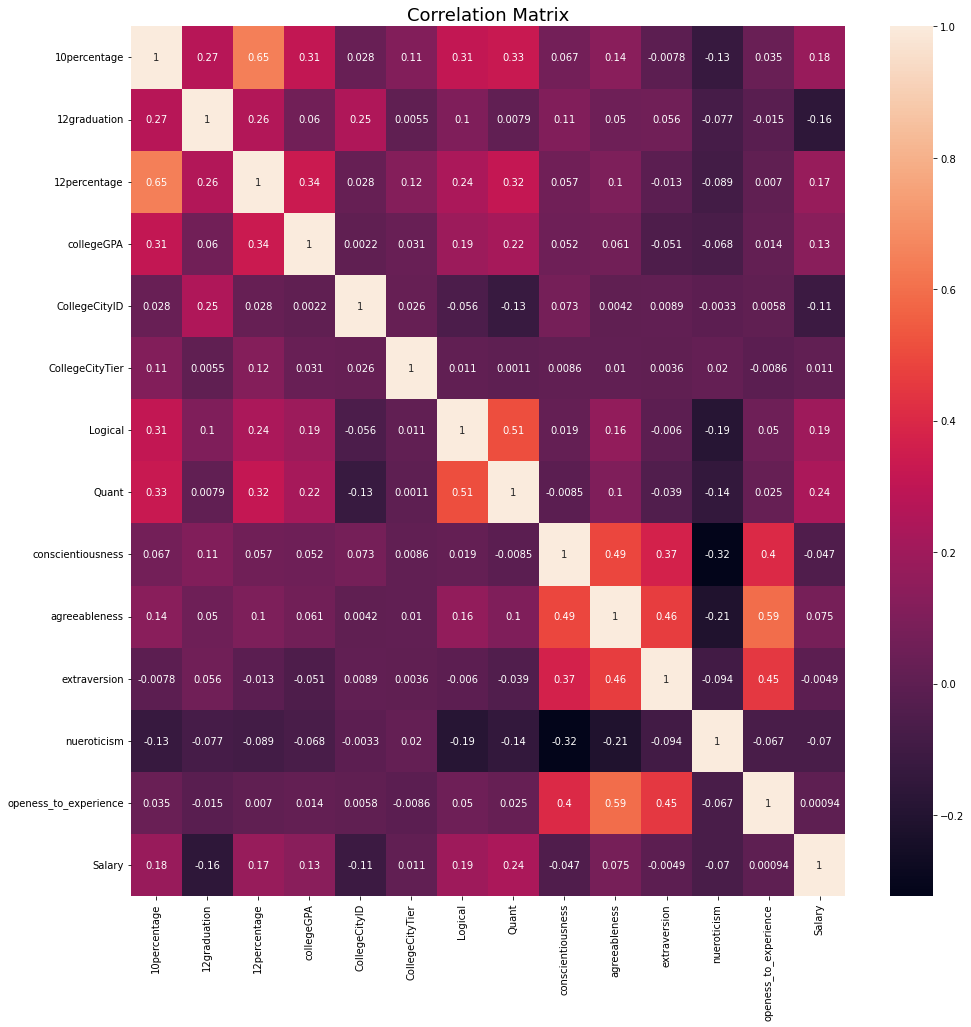 Correlation Matrix
10percentage 1 0.27 0.65 0.31 0.028 0.11 0.31 0.33 0.067 0.14 -0.0078 -0.13 0.035 0.18
12graduation 0.27 1 0.26 0.06 0.25 0.0055 0.1 0.0079 0.11 0.05 0.056 -0.077 -0.015 -0.16
12percentage 0.65 0.26 1 0.34 0.028 0.12 0.24 0.32 0.057 0.1 -0.013 -0.089 0.007 0.17
collegeGPA 0.31 0.06 0.34 1 0.0022 0.031 0.19 0.22 0.052 0.061 -0.051 -0.068 0.014 0.13
CollegeCityID 0.028 0.25 0.028 0.0022 1 0.026 -0.056 -0.13 0.073 0.0042 0.0089 -0.0033 0.0058 -0.11
CollegeCityTier 0.11 0.0055 0.12 0.031 0.026 1 0.011 0.0011 0.0086 0.01 0.0036 0.02 -0.0086 0.011
Logical 0.31 0.1 0.24 0.19 -0.056 0.011 1 0.51 0.019 0.16 -0.006 -0.19 0.05 0.19
Quant 0.33 0.0079 0.32 0.22 -0.13 0.0011 0.51 1 -0.0085 0.1 -0.039 -0.14 0.025 0.24
conscientiousness 0.067 0.11 0.057 0.052 0.073 0.0086 0.019 -0.0085 1 0.49 0.37 -0.32 0.4 -0.047
agreeableness 0.14 0.05 0.1 0.061 0.0042 0.01 0.16 0.1 0.49 1 0.46 -0.21 0.59 0.075
extraversion -0.0078 0.056 -0.013 -0.051 0.0089 0.0036 -0.006 -0.039 0.37 0.46 1 -0.094 0.45 -0.0049
nueroticism -0.13 -0.077 -0.089 -0.068 -0.0033 0.02 -0.19 -0.14 -0.32 -0.21 -0.094 1 -0.067 -0.07
openess_to_experience 0.035 -0.015 0.007 0.014 0.0058 -0.0086 0.05 0.025 0.4 0.59 0.45 -0.067 1 0.00094
Salary 0.18 -0.16 0.17 0.13 -0.11 0.011 0.19 0.24 -0.047 0.075 -0.0049 -0.07 0.00094 1
10percentage
12graduation
12percentage
collegeGPA
CollegeCityID
CollegeCityTier
Logical
Quant
conscientiousness
agreeableness
extraversion
nueroticism
openess_to_experience
Salary
1.0
0.8
0.6
0.4
0.2
0.0
−0.2